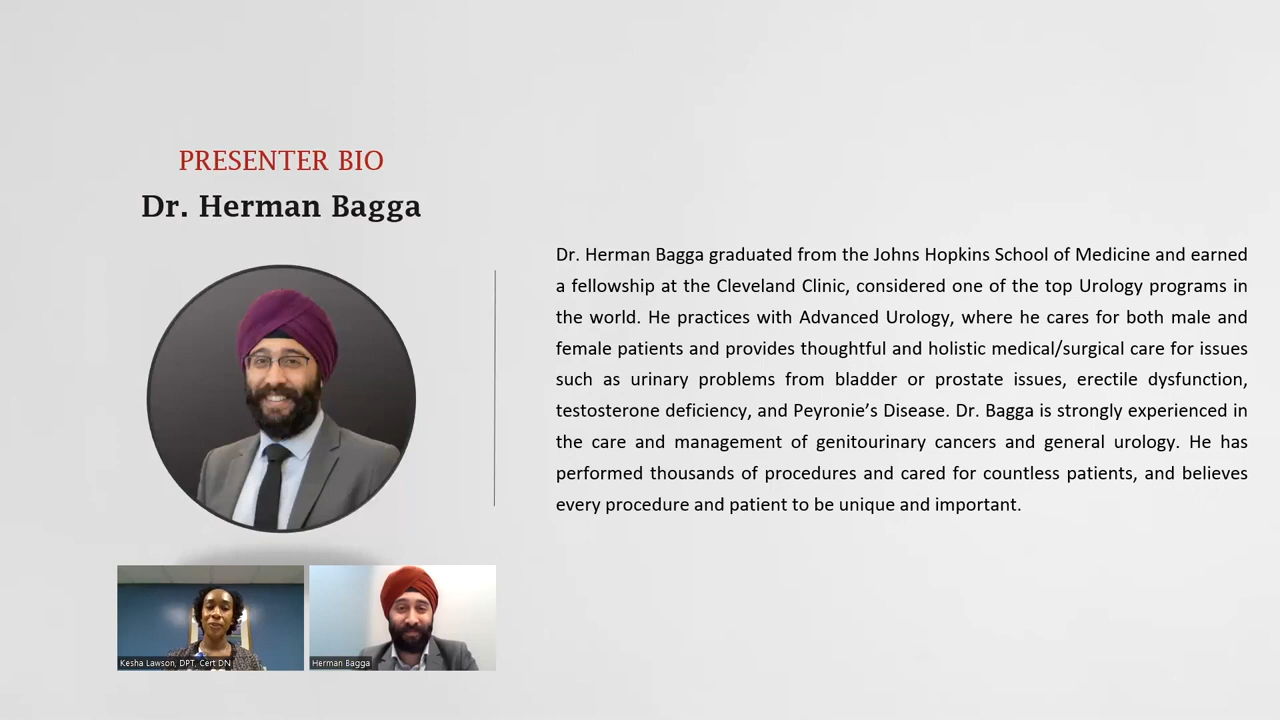 PRESENTER BIO
Dr. Herman Bagga
Dr. Herman Bagga graduated from the Johns Hopkins School of Medicine and earned
a fellowship at the Cleveland Clinic, considered one of the top Urology programs in
the world. He practices with Advanced Urology, where he cares for both male and
female patients and provides thoughtful and holistic medical/surgical care for issues
such as urinary problems from bladder or prostate issues, erectile dysfunction,
testosterone deficiency, and Peyronie’s Disease. Dr. Bagga is strongly experienced in
the care and management of genitourinary cancers and general urology. He has
performed thousands of procedures and cared for countless patients, and believes
every procedure and patient to be unique and important.
Kesha Lawson, DPT, Cert DN
Herman Bagga